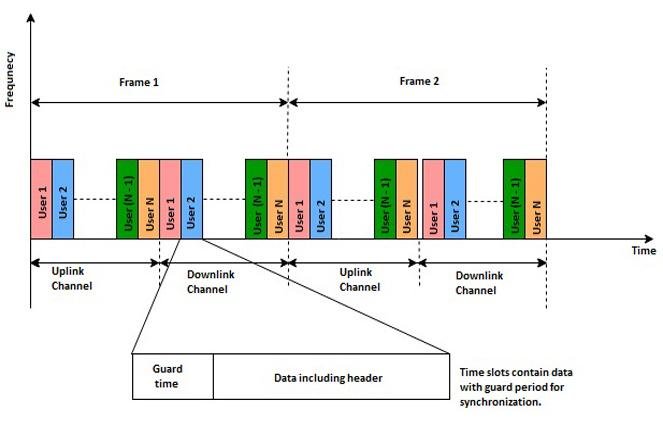 Frequnecy
Frame 1
Frame 2
User 1
User 2
User (N - 1)
User N
User 1
User 2
User (N - 1)
User N
User 1
User 2
User (N - 1)
User N
User 1
User 2
User (N - 1)
User N
Time
Uplink
Channel
Downlink
Channel
Uplink
Channel
Downlink
Channel
Guard
time
Data including header
Time slots contain data
with guard period for
synchronization.